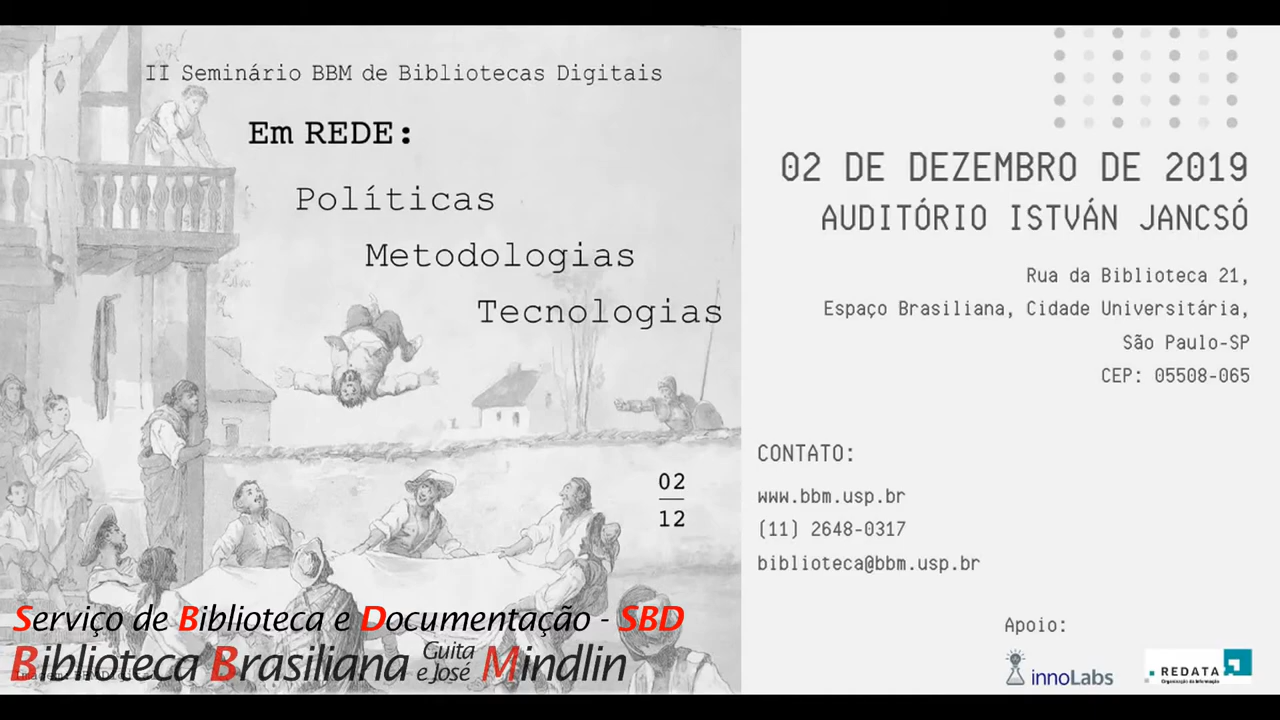 II Seminário BBM de Bibliotecas Digitais
Em REDE:
Políticas
Metodologias
Tecnologias
02
12
Serviço de Biblioteca e Documentação - SBD
Biblioteca Brasiliana Guita e José Mindlin
02 DE DEZEMBRO DE 2019
AUDITÓRIO ISTVÁN JANCSÓ
Rua da Biblioteca 21,
Espaço Brasiliana, Cidade Universitária,
São Paulo-SP
CEP: 05508-065
CONTATO:
www.bbm.usp.br
(11) 2648-0317
biblioteca@bbm.usp.br
Apoio:
innoLabs
REDATA
Organização da Informação